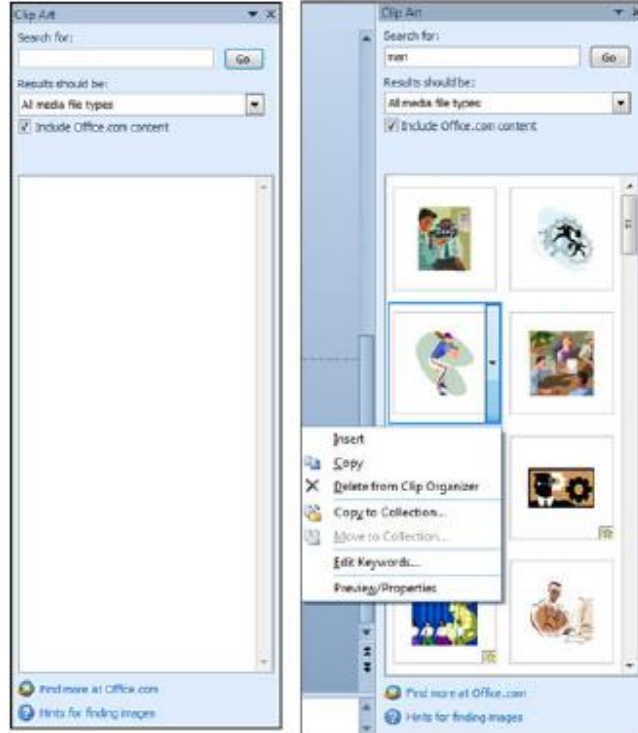 Clip Art
Search for:
Go
Results should be:
All media file types
Include Office.com content
Find more at Office.com
Hints for finding images
Clip Art
Search for:
man
Go
Results should be:
All media file types
Include Office.com content
Insert
Copy
Delete from Clip Organizer
Copy to Collection...
Move to Collection...
Edit Keywords...
Preview/Properties
Find more at Office.com
Hints for finding images